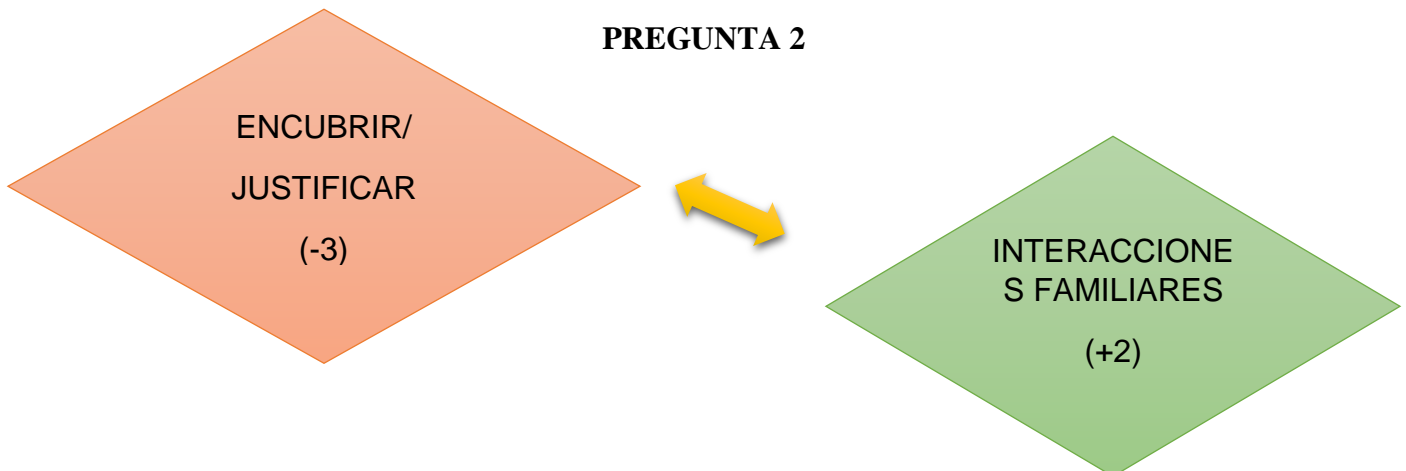 PREGUNTA 2
ENCUBRIR/
JUSTIFICAR
(-3)
INTERACCIONE
S FAMILIARES
(+2)